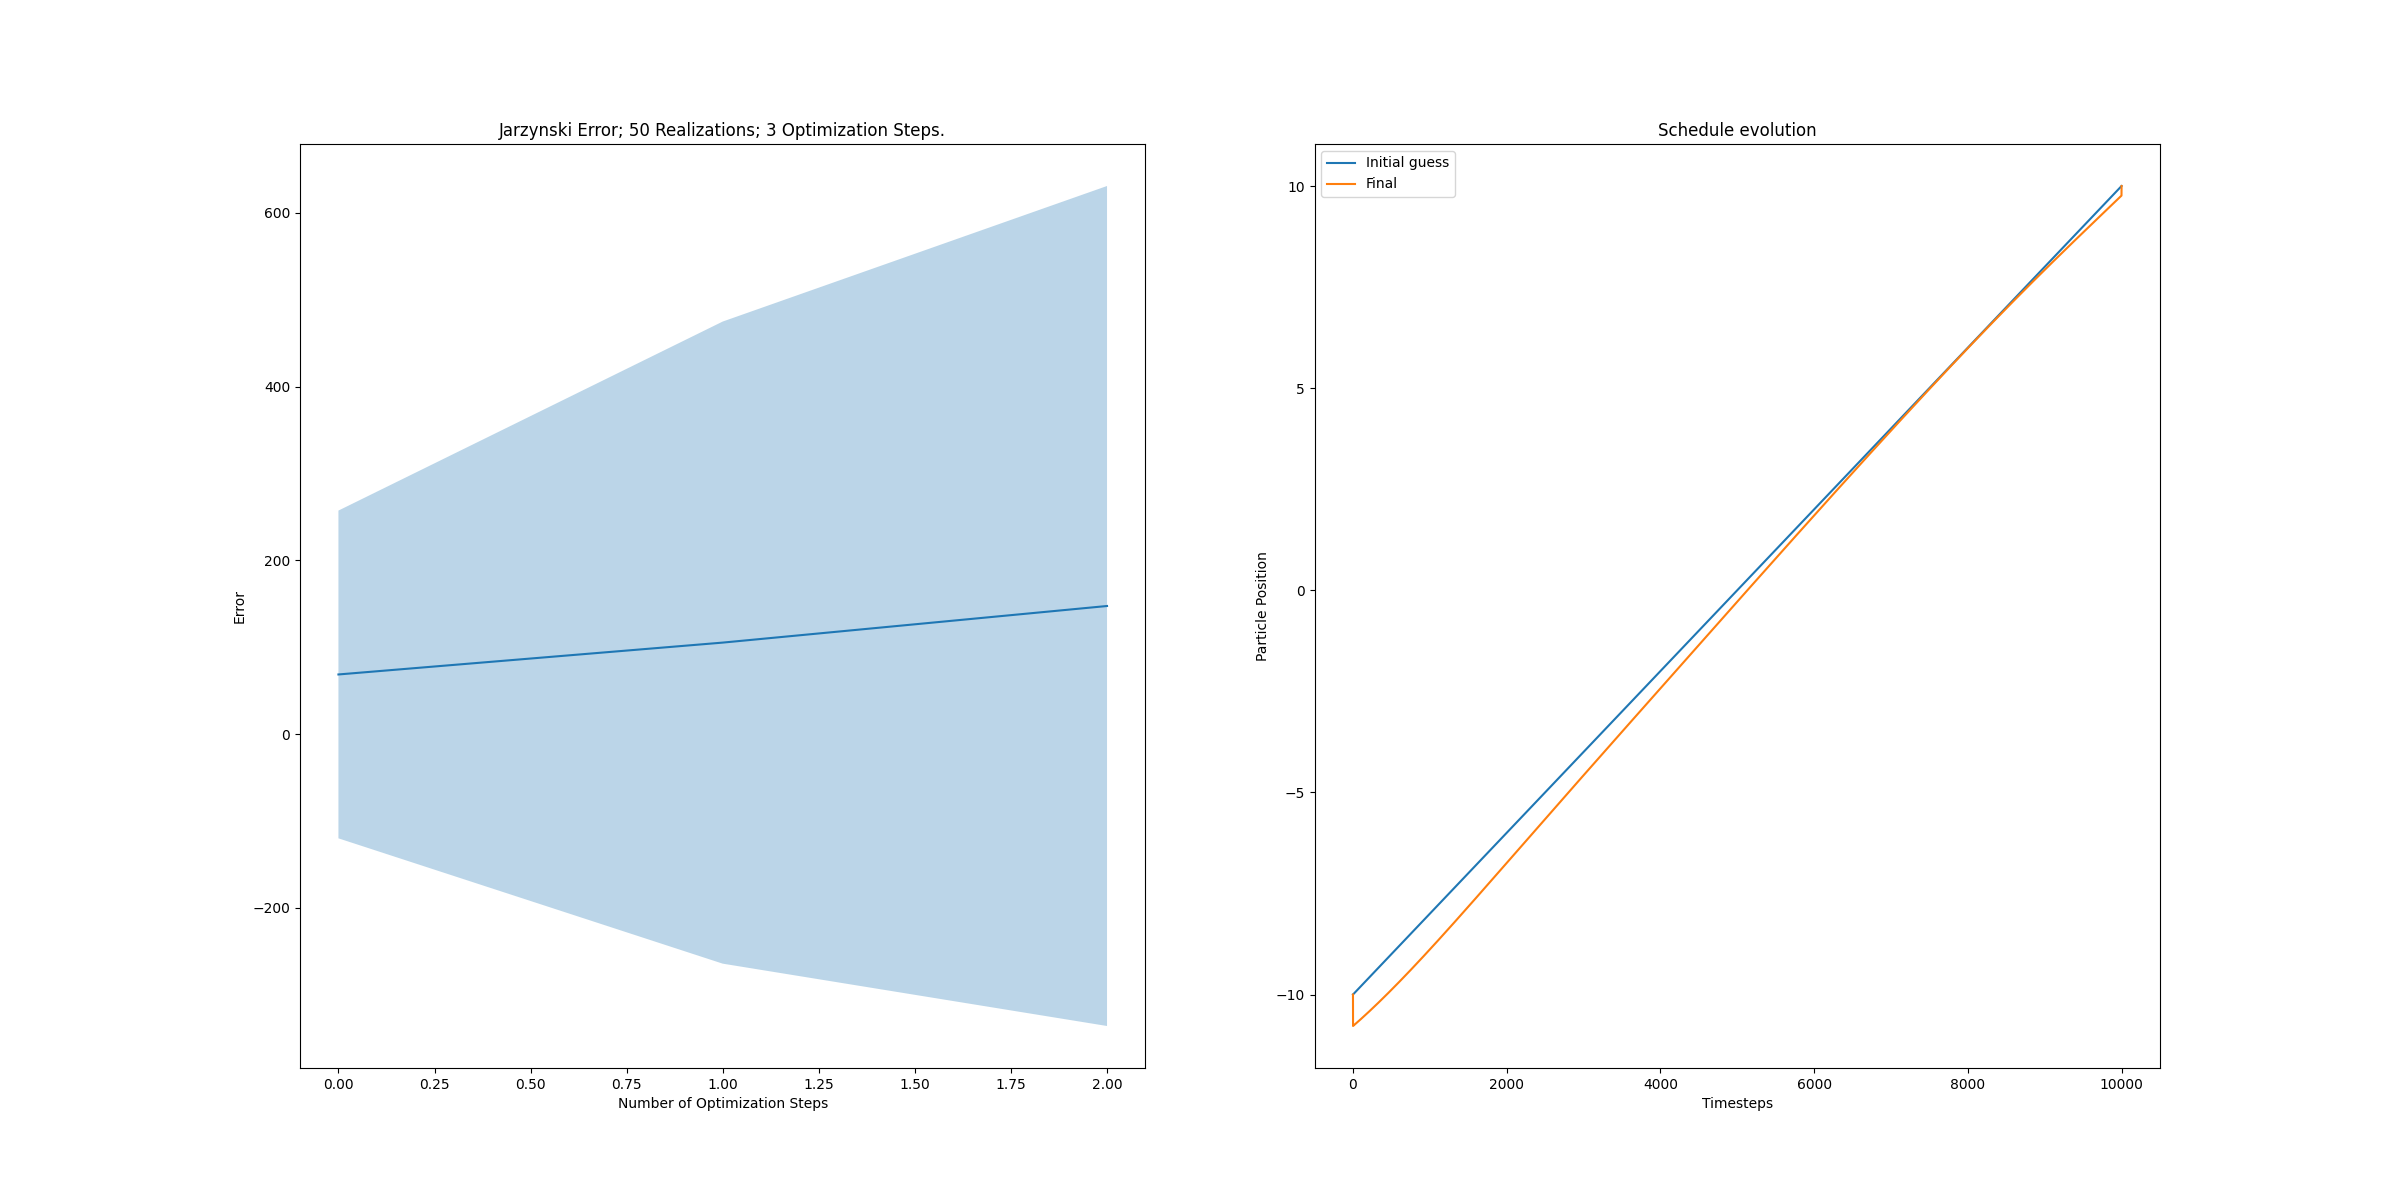 Jarzynski Error; 50 Realizations; 3 Optimization Steps.
600
400
200
0
−200
Error
0.00 0.25 0.50 0.75 1.00 1.25 1.50 1.75 2.00
Number of Optimization Steps
Schedule evolution
Initial guess
Final
10
5
0
−5
−10
Particle Position
0 2000 4000 6000 8000 10000
Timesteps